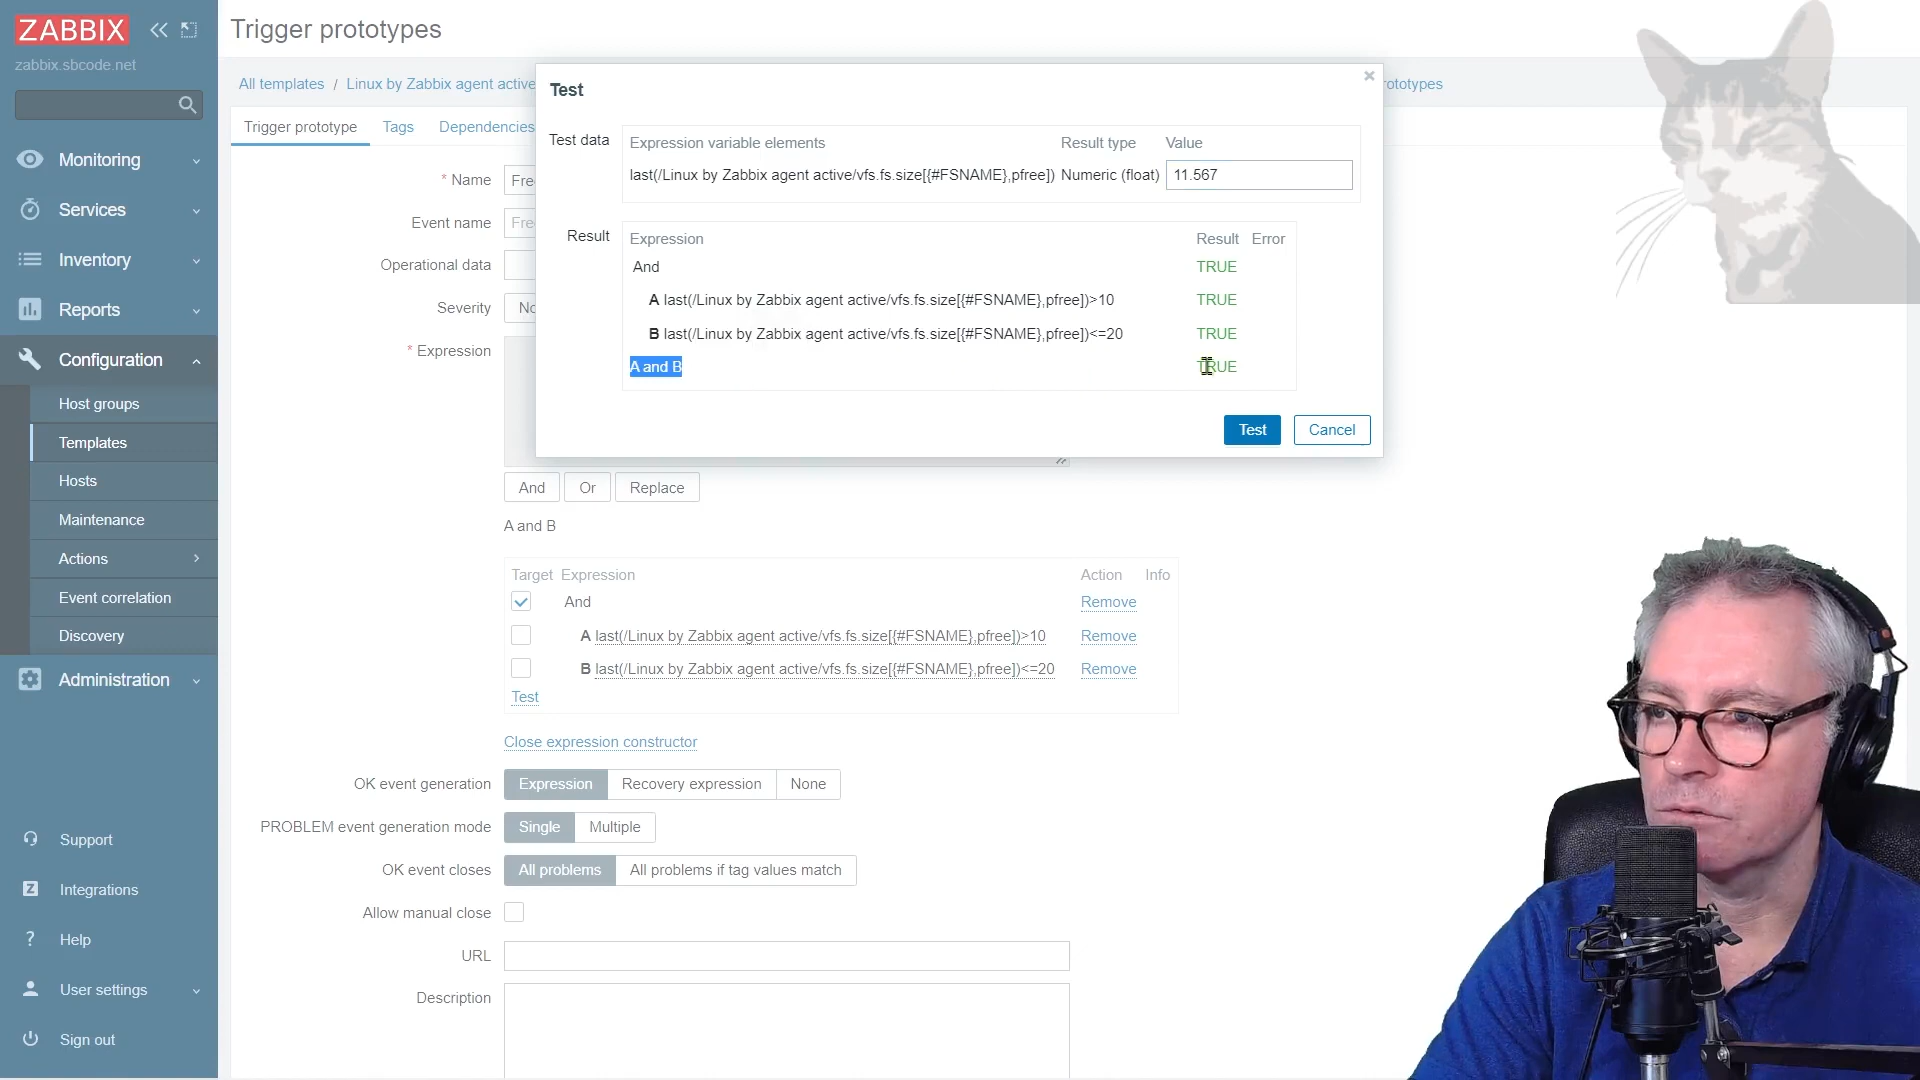 ZABBIX
Trigger prototypes
zabbix.sbcode.net
All templates / Linux by Zabbix agent active
rototypes
Trigger prototype
Tags
Dependencies
Monitoring
Services
Inventory
Reports
Configuration
Host groups
Templates
Hosts
Maintenance
Actions
Event correlation
Discovery
Administration
Support
Integrations
Help
User settings
Sign out
* Name
Fre
Event name
Fre
Operational data
Severity
No
* Expression
Test
Test data
Expression variable elements Result type Value
last(/Linux by Zabbix agent active/vfs.fs.size[{#FSNAME},pfree]) Numeric (float) 11.567
Result
Expression Result Error
And TRUE
A last(/Linux by Zabbix agent active/vfs.fs.size[{#FSNAME},pfree])>10 TRUE
B last(/Linux by Zabbix agent active/vfs.fs.size[{#FSNAME},pfree])<=20 TRUE
A and B TRUE
Test Cancel
And Or Replace
A and B
Target Expression Action Info
And Remove
A last(/Linux by Zabbix agent active/vfs.fs.size[{#FSNAME},pfree])>10 Remove
B last(/Linux by Zabbix agent active/vfs.fs.size[{#FSNAME},pfree])<=20 Remove
Test
Close expression constructor
OK event generation Expression Recovery expression None
PROBLEM event generation mode Single Multiple
OK event closes All problems All problems if tag values match
Allow manual close
URL
Description